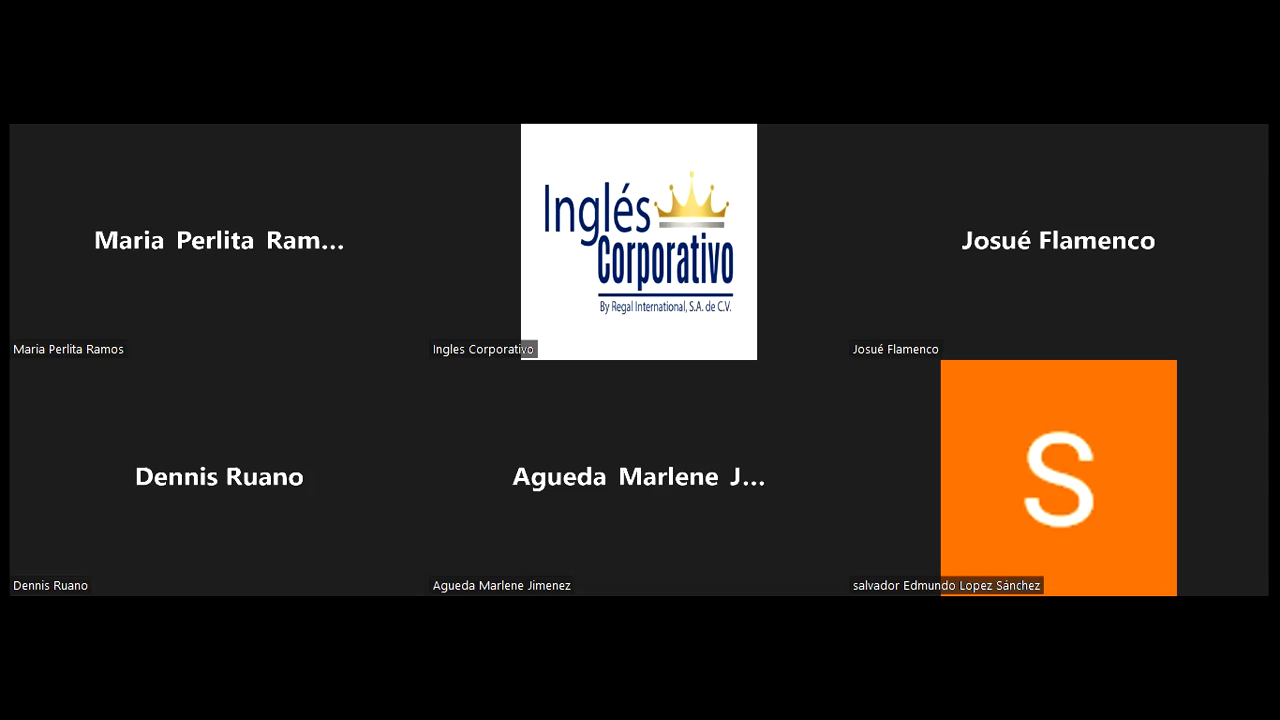 Maria Perlita Ram...
Maria Perlita Ramos
Inglés
Corporativo
By Regal International, S.A. de C.V.
Ingles Corporativo
Josué Flamenco
Josué Flamenco
Dennis Ruano
Dennis Ruano
Agueda Marlene J...
Agueda Marlene Jimenez
S
salvador Edmundo Lopez Sánchez